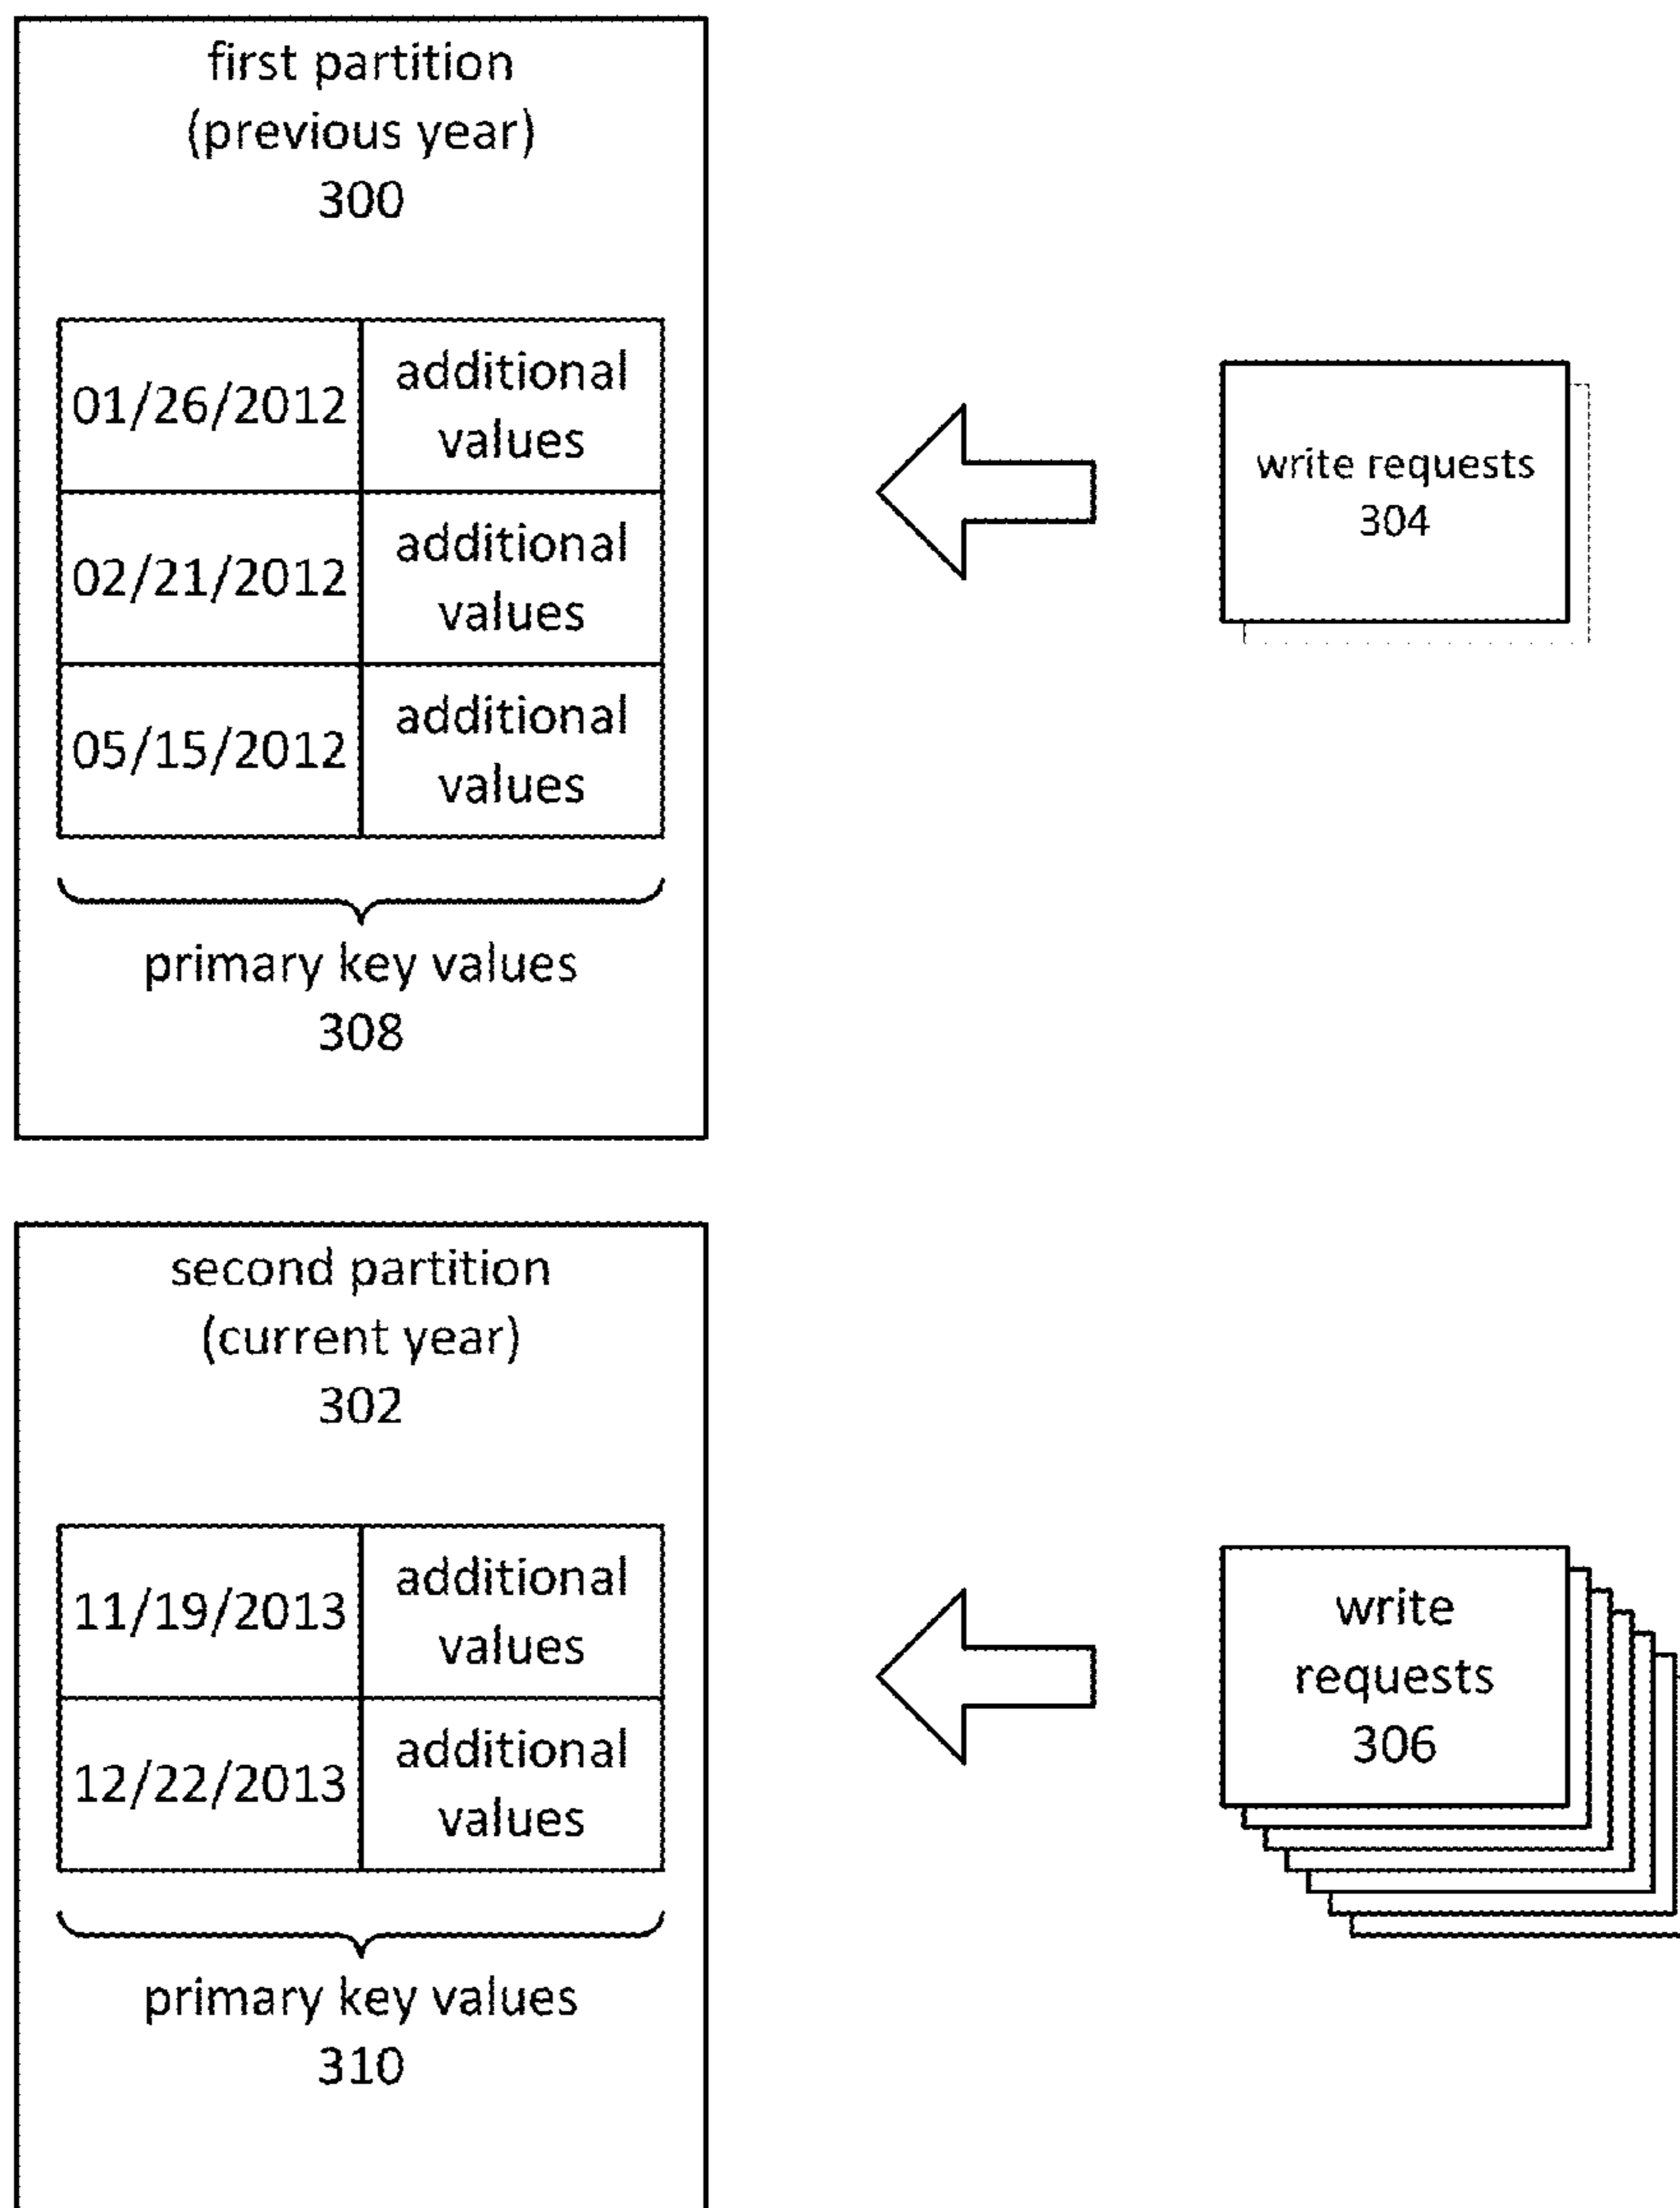 first partition
(previous year)
300
01/26/2012
additional
values
02/21/2012
additional
values
05/15/2012
additional
values
primary key values
308
write requests
304
second partition
(current year)
302
11/19/2013
additional
values
12/22/2013
additional
values
primary key values
310
write
requests
306